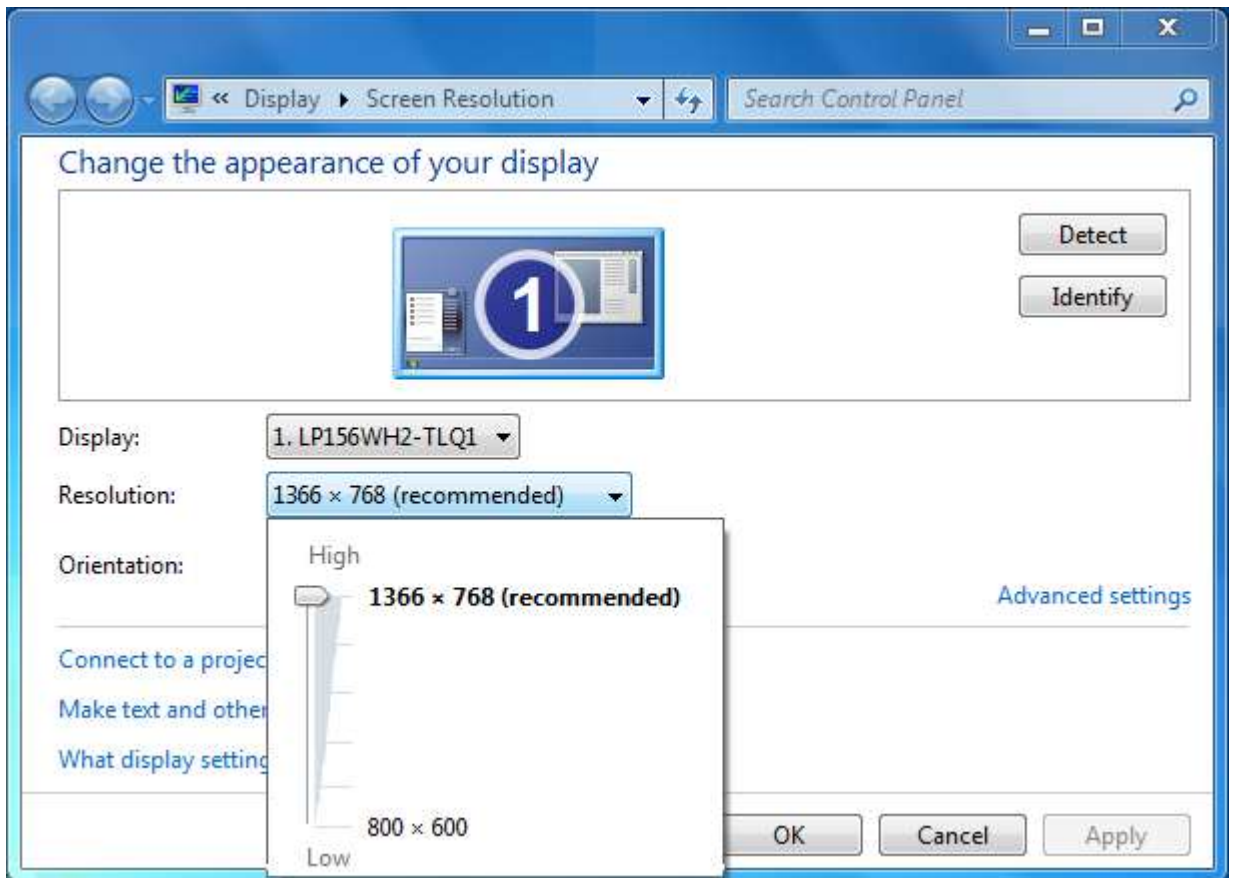 « Display ▸ Screen Resolution
Search Control Panel
Change the appearance of your display
Detect
1
Identify
Display: 1. LP156WH2-TLQ1
Resolution: 1366 × 768 (recommended)
Orientation:
High
1366 × 768 (recommended)
Advanced settings
Connect to a projec
Make text and other
What display setting
800 × 600
Low
OK Cancel Apply